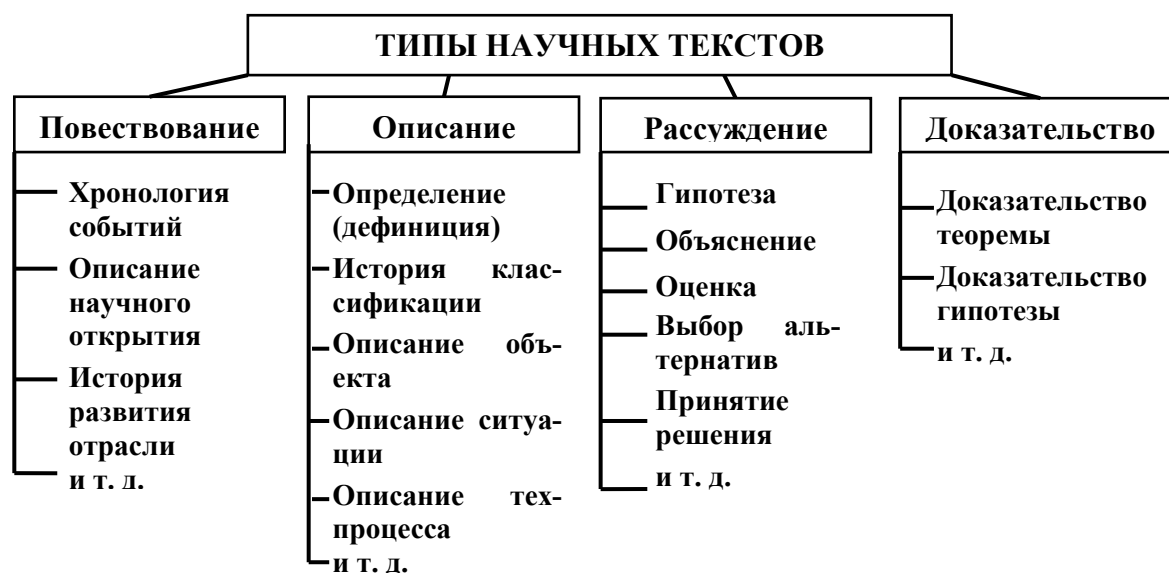 ТИПЫ НАУЧНЫХ ТЕКСТОВ
Повествование
Хронология
событий
Описание
научного
открытия
История
развития
отрасли
и т. д.
Описание
Определение
(дефиниция)
История клас-
сификации
Описание объ-
екта
Описание ситуа-
ции
Описание тех-
процесса
и т. д.
Рассуждение
Гипотеза
Объяснение
Оценка
Выбор аль-
тернатив
Принятие
решения
и т. д.
Доказательство
Доказательство
теоремы
Доказательство
гипотезы
и т. д.